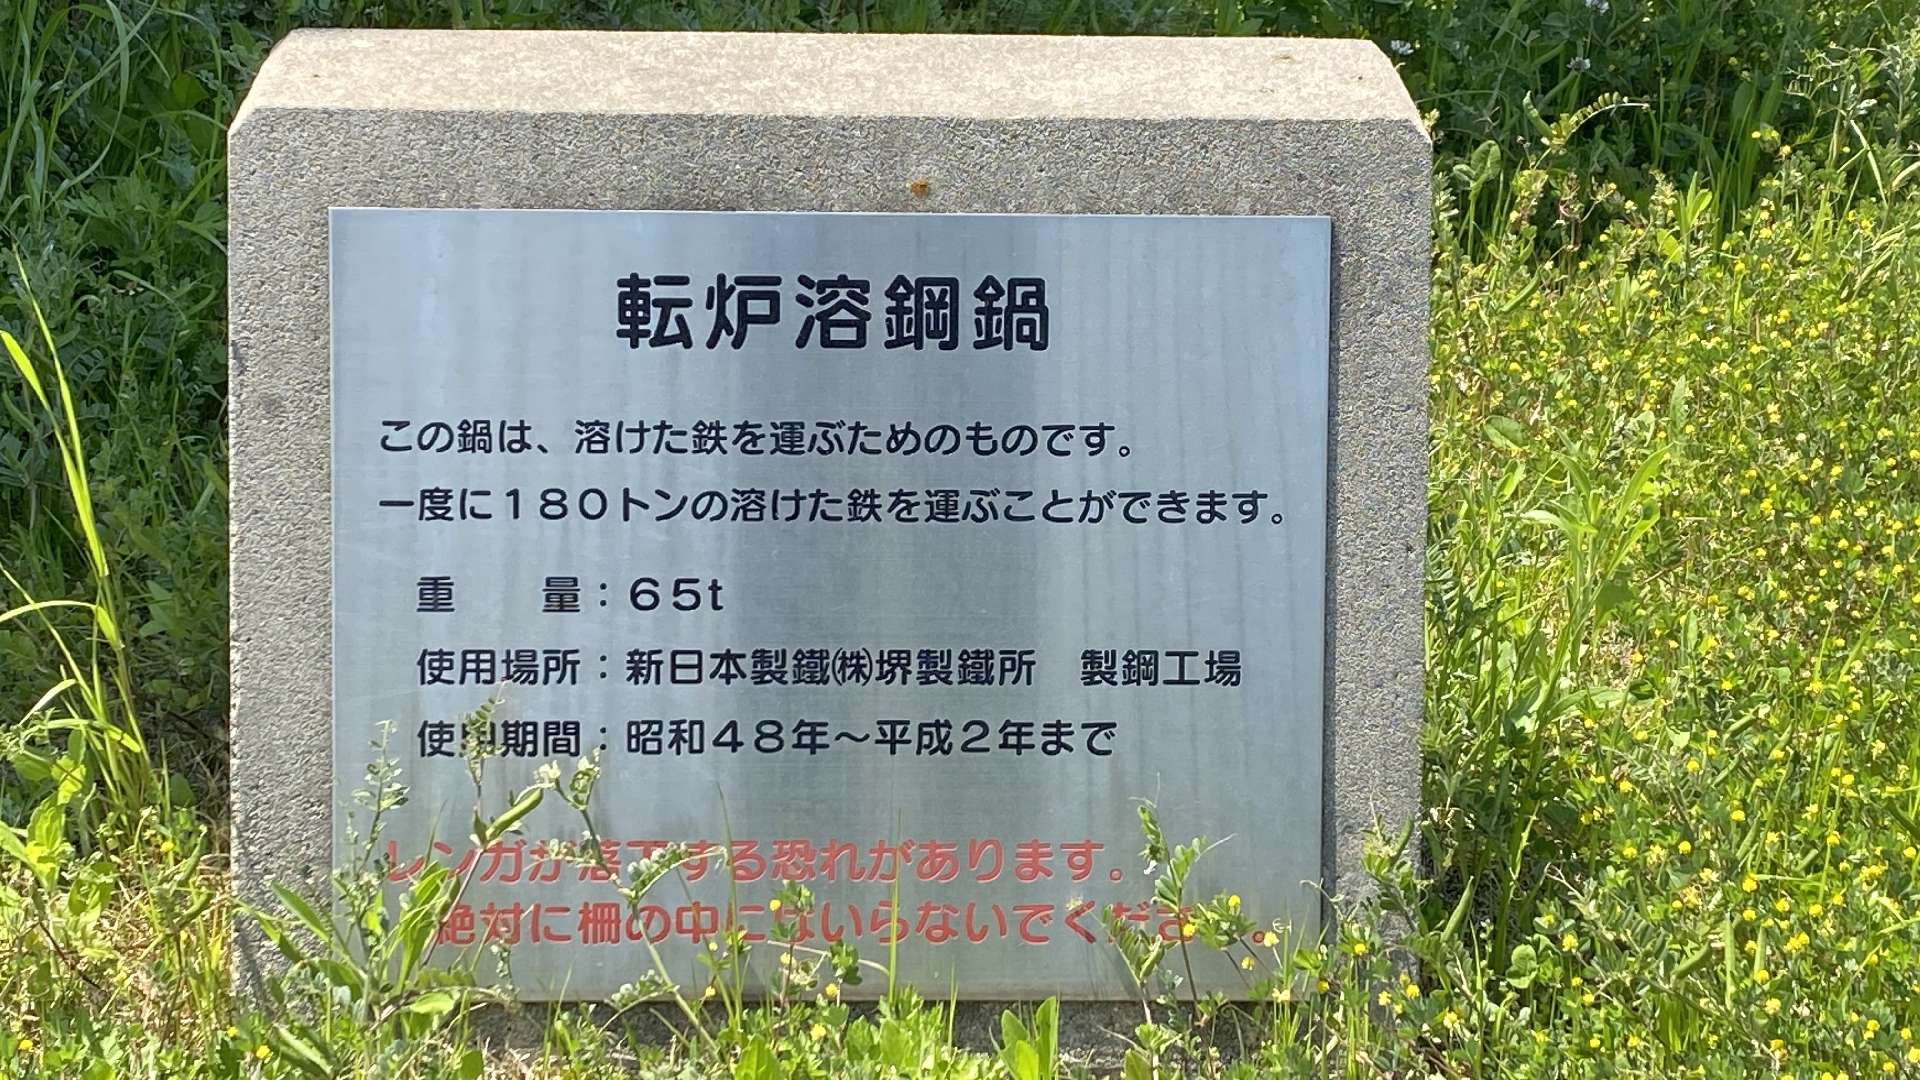 転炉溶鋼鍋
この鍋は、溶けた鉄を運ぶためのものです。
一度に１８０トンの溶けた鉄を運ぶことができます。
重　　量：６５t
使用場所：新日本製鐵㈱堺製鐵所　製鋼工場
使用期間：昭和４８年～平成２年まで
レンガが落下する恐れがあります。
絶対に柵の中にはいらないでください。